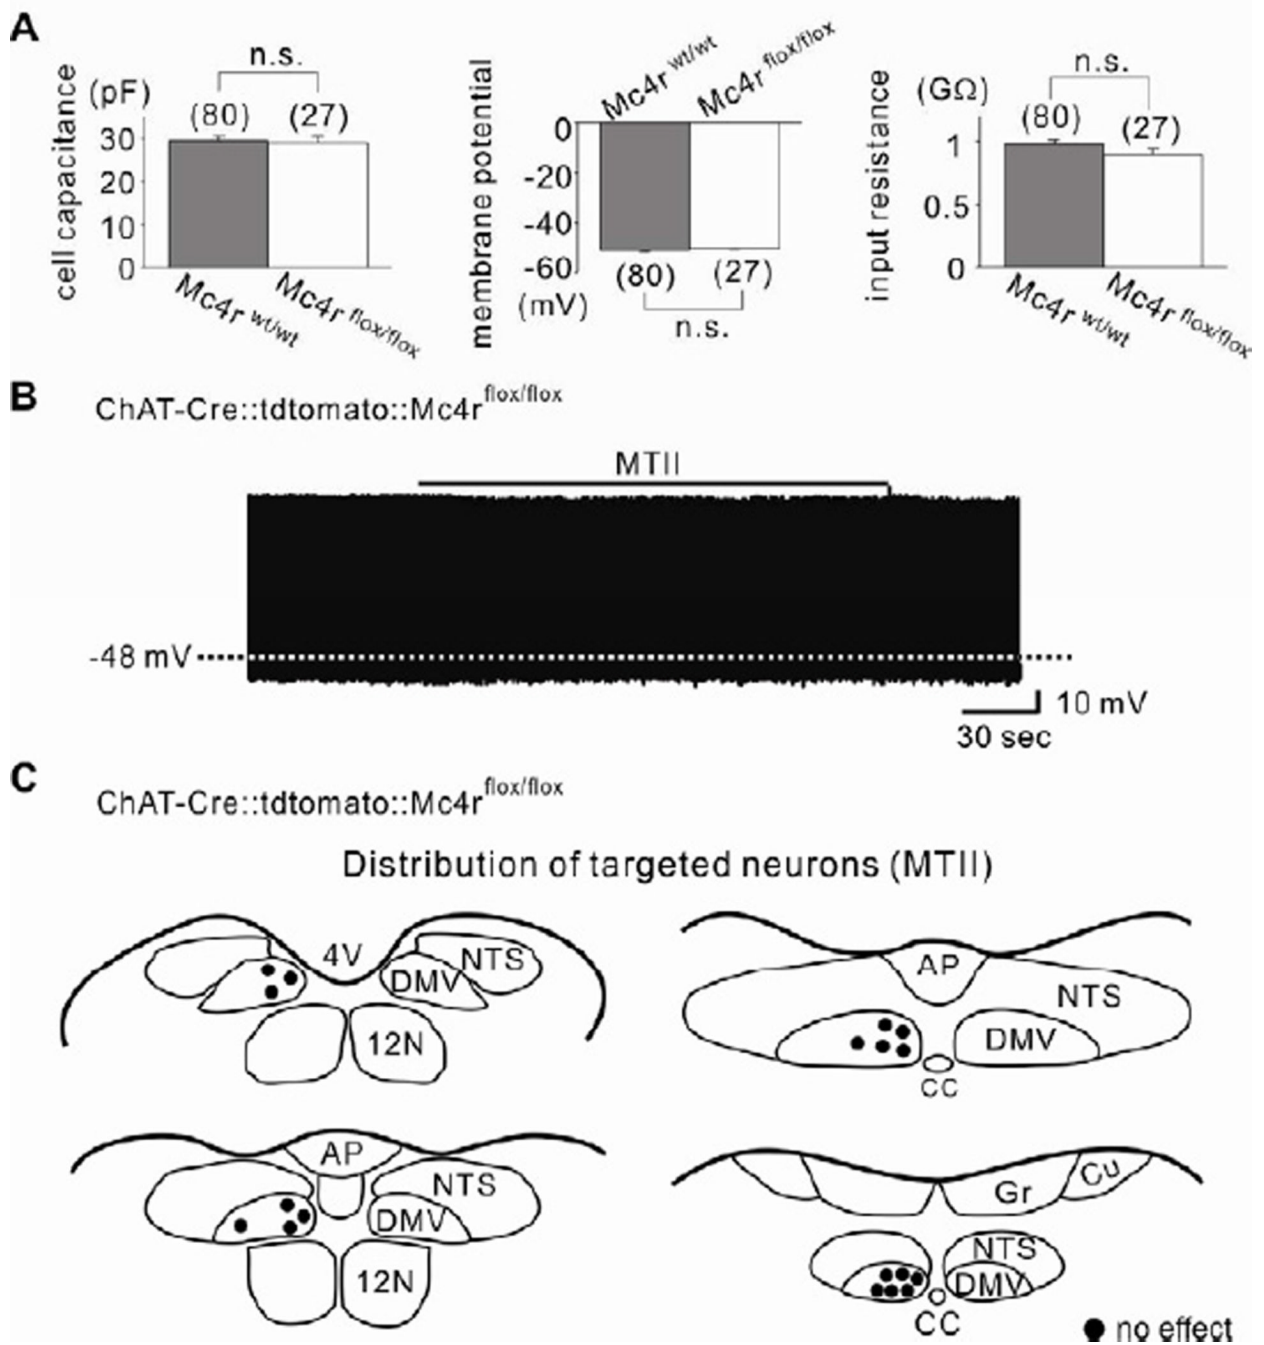 A
n.s.
(pF)
(80)
(27)
30
20
10
0
cell capacitance
Mc4r wt/wt
Mc4r flox/flox
Mc4r wt/wt
Mc4r flox/flox
0
-20
-40
-60
(mV)
membrane potential
(80)
(27)
n.s.
n.s.
(GΩ)
(80)
(27)
1
0.5
0
input resistance
Mc4r wt/wt
Mc4r flox/flox
B
ChAT-Cre::tdtomato::Mc4r flox/flox
MTII
-48 mV
10 mV
30 sec
C
ChAT-Cre::tdtomato::Mc4r flox/flox
Distribution of targeted neurons (MTII)
4V
NTS
DMV
12N
AP
NTS
DMV
CC
AP
NTS
DMV
12N
Cu
Gr
NTS
DMV
CC
no effect